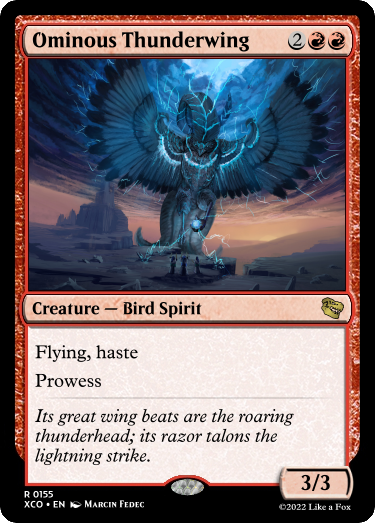 Ominous Thunderwing 2
Creature — Bird Spirit
Flying, haste
Prowess
Its great wing beats are the roaring
thunderhead; its razor talons the
lightning strike.
3/3
R 0155
XCO • EN Marcin Fedec
©2022 Like a Fox